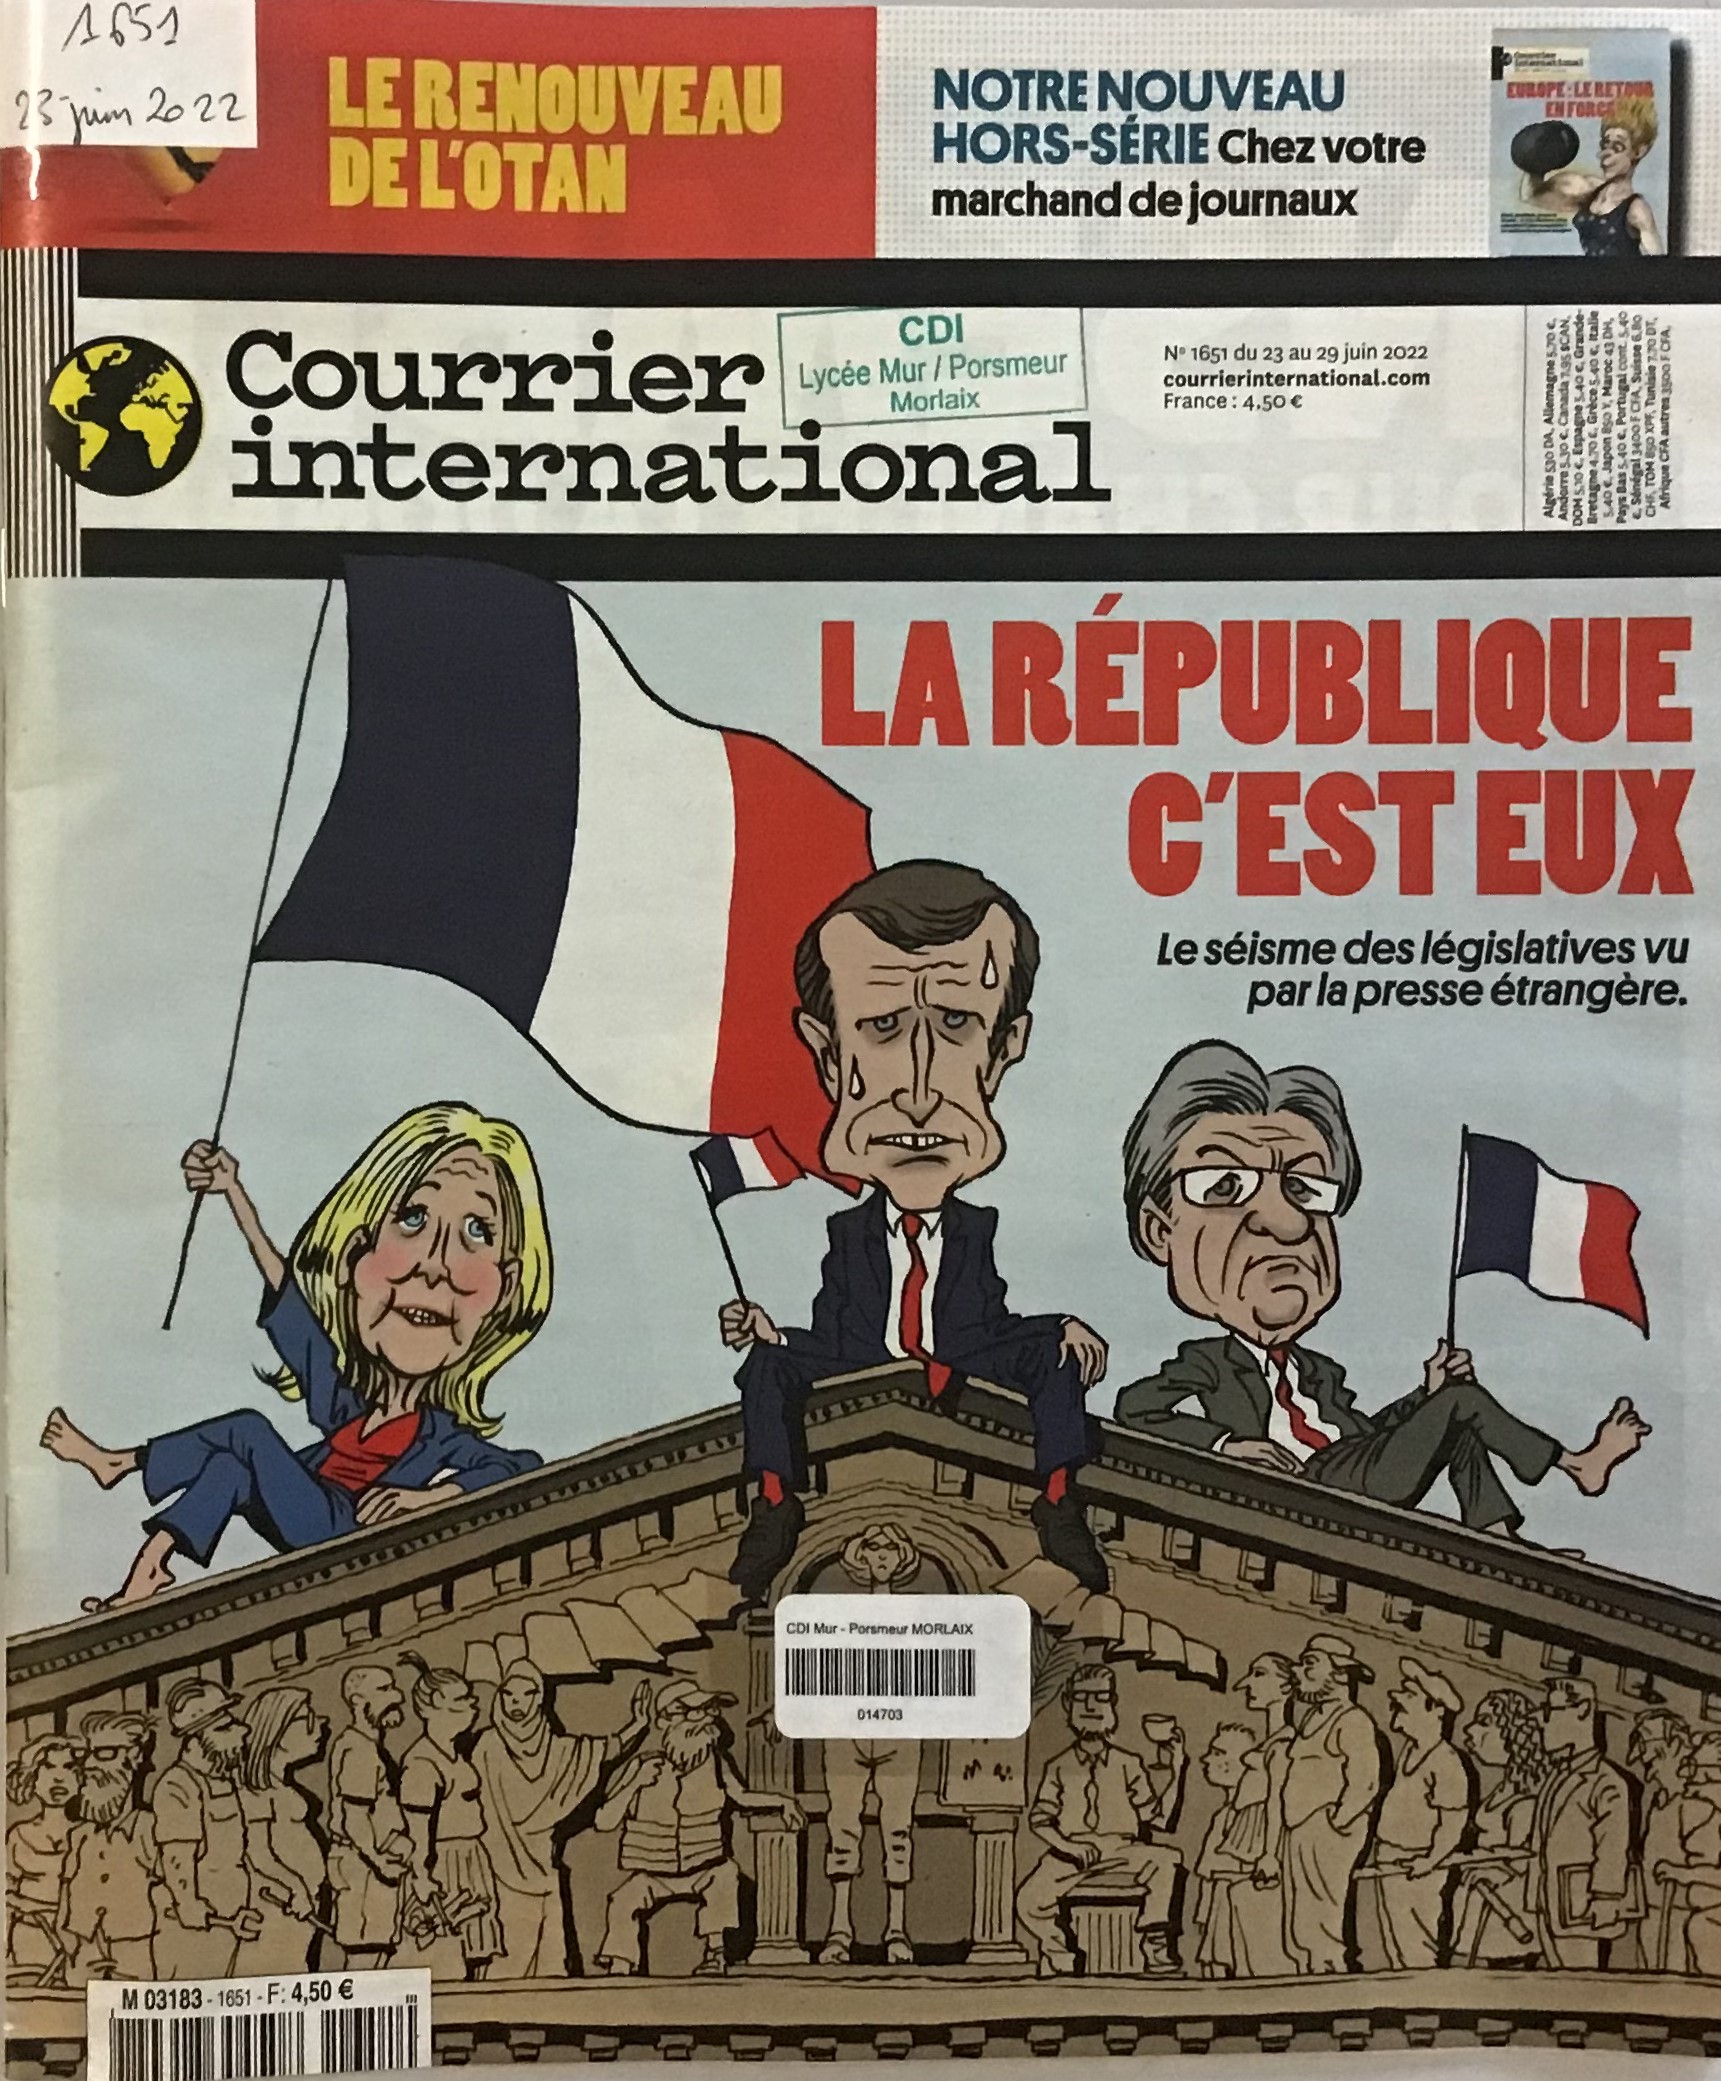 1651
23 juin 2022
LE RENOUVEAU
DE L'OTAN
NOTRE NOUVEAU
HORS-SÉRIE Chez votre
marchand de journaux
Courrier
international
EUROPE : LE RETOUR
EN FORCE
Courrier
international
CDI
Lycée Mur / Porsmeur
Morlaix
N° 1651 du 23 au 29 juin 2022
courrierinternational.com
France : 4,50 €
Algérie 530 DA, Allemagne 5,70 €,
Andorre 5,30 €, Canada 7,95 $CAN,
DOM 5,10 €, Espagne 5,40 €, Grande-
Bretagne 4,70 £, Grèce 5,40 €, Italie
5,40 €, Japon 850 Y, Maroc 43 DH,
Pays Bas 5,40 €, Portugal cont. 5,40
€, Sénégal 3400 F CFA, Suisse 6,80
CHF, TOM 850 XPF, Tunisie 7,70 DT,
Afrique CFA autres 3500 F CFA.
LA RÉPUBLIQUE
C'EST EUX
Le séisme des législatives vu
par la presse étrangère.
CDI Mur - Porsmeur MORLAIX
014703
M 03183 - 1651 - F: 4,50 €